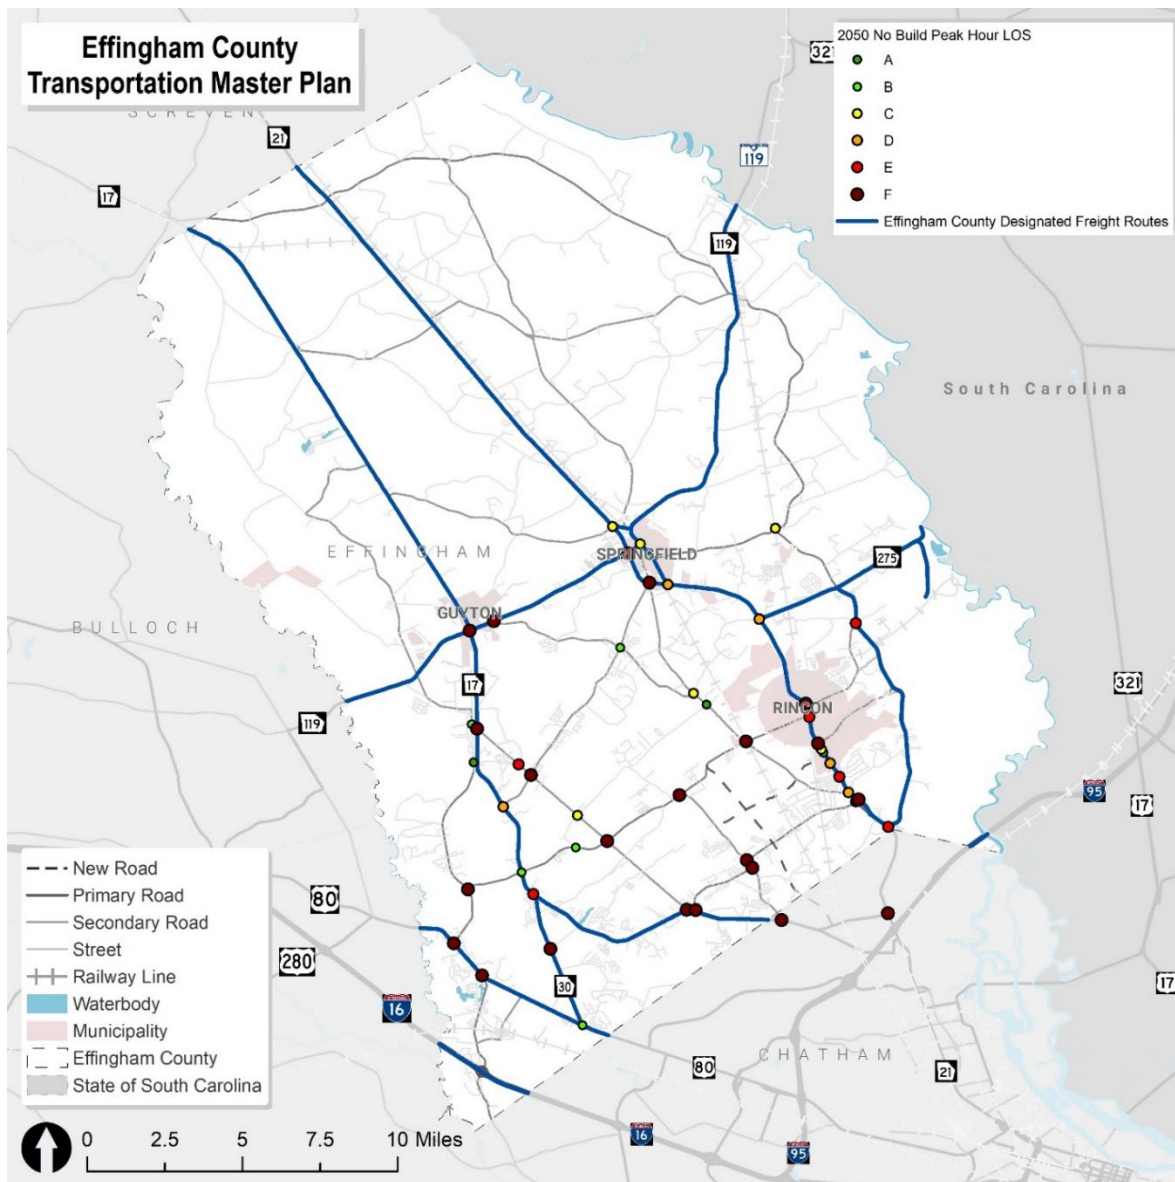 Effingham County
Transportation Master Plan
2050 No Build Peak Hour LOS
A
B
C
D
E
F
Effingham County Designated Freight Routes
321
SCREVEN
21
119
17
119
South Carolina
EFFINGHAM
SPRINGFIELD
275
GUYTON
BULLOCH
17
RINCON
321
119
95
17
New Road
Primary Road
Secondary Road
Street
Railway Line
Waterbody
Municipality
Effingham County
State of South Carolina
80
280
16
30
17
CHATHAM
80
21
16
95
0 2.5 5 7.5 10 Miles